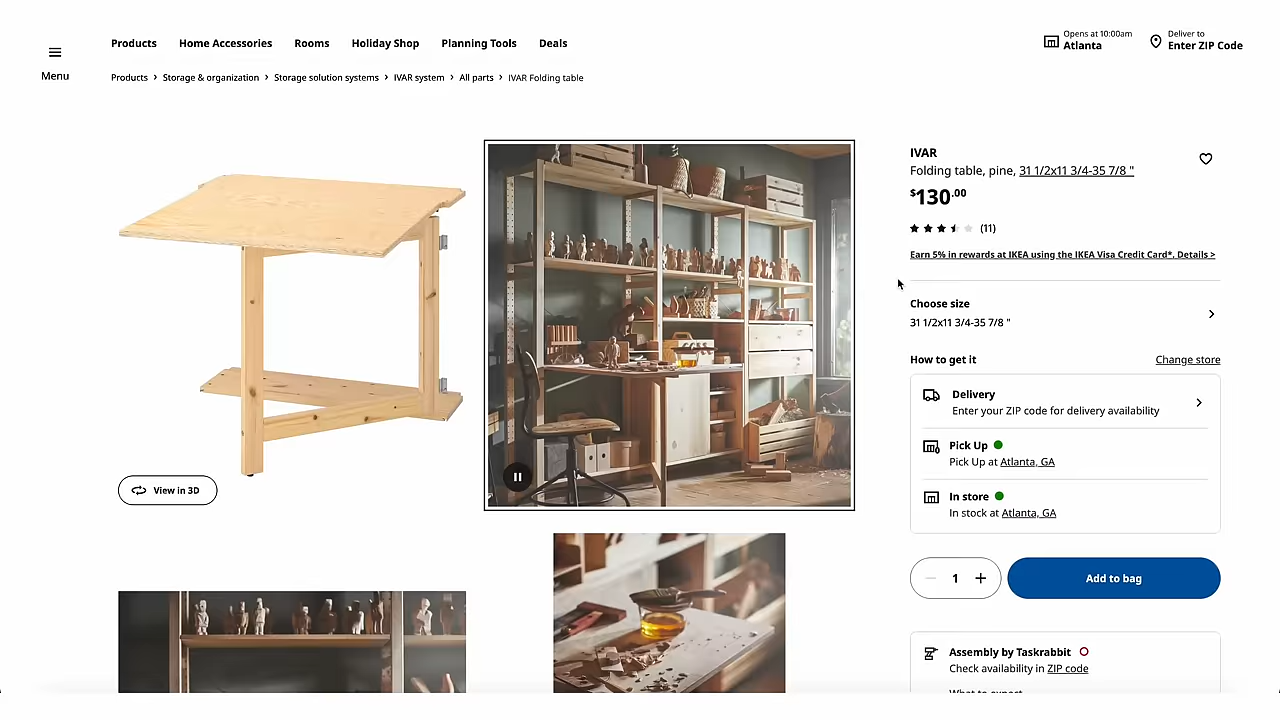 Menu
Products Home Accessories Rooms Holiday Shop Planning Tools Deals
Opens at 10:00am
Atlanta
Deliver to
Enter ZIP Code
Products › Storage & organization › Storage solution systems › IVAR system › All parts › IVAR Folding table
View in 3D
IVAR
Folding table, pine, 31 1/2x11 3/4-35 7/8 "
$130.00
(11)
Earn 5% in rewards at IKEA using the IKEA Visa Credit Card*. Details >
Choose size
31 1/2x11 3/4-35 7/8 "
How to get it Change store
Delivery
Enter your ZIP code for delivery availability
Pick Up
Pick Up at Atlanta, GA
In store
In stock at Atlanta, GA
1
Add to bag
Assembly by Taskrabbit
Check availability in ZIP code
What to expect